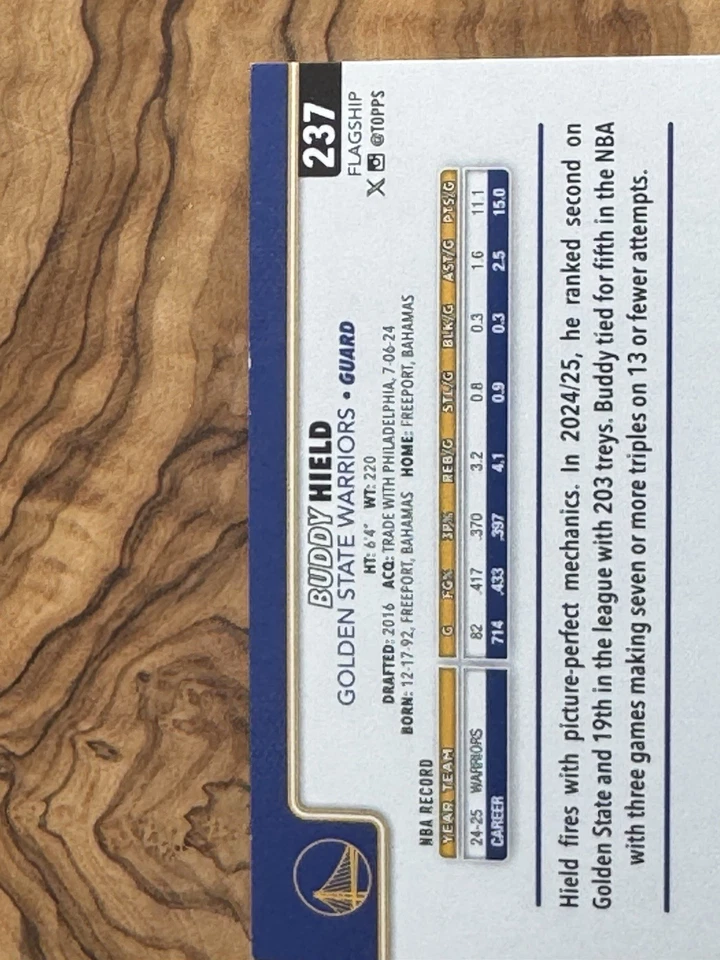 237
FLAGSHIP
X @TOPPS
BUDDY HIELD
GOLDEN STATE WARRIORS • GUARD
HT: 6'4" WT: 220
DRAFTED: 2016 ACQ: TRADE WITH PHILADELPHIA, 7-06-24
BORN: 12-17-92, FREEPORT, BAHAMAS HOME: FREEPORT, BAHAMAS
NBA RECORD
YEAR TEAM G FG% 3P% REB/G STL/G BLK/G AST/G PTS/G
24-25 WARRIORS 82 .417 .370 3.2 0.8 0.3 1.6 11.1
CAREER 714 .433 .397 4.1 0.9 0.3 2.5 15.0
Hield fires with picture-perfect mechanics. In 2024/25, he ranked second on
Golden State and 19th in the league with 203 treys. Buddy tied for fifth in the NBA
with three games making seven or more triples on 13 or fewer attempts.